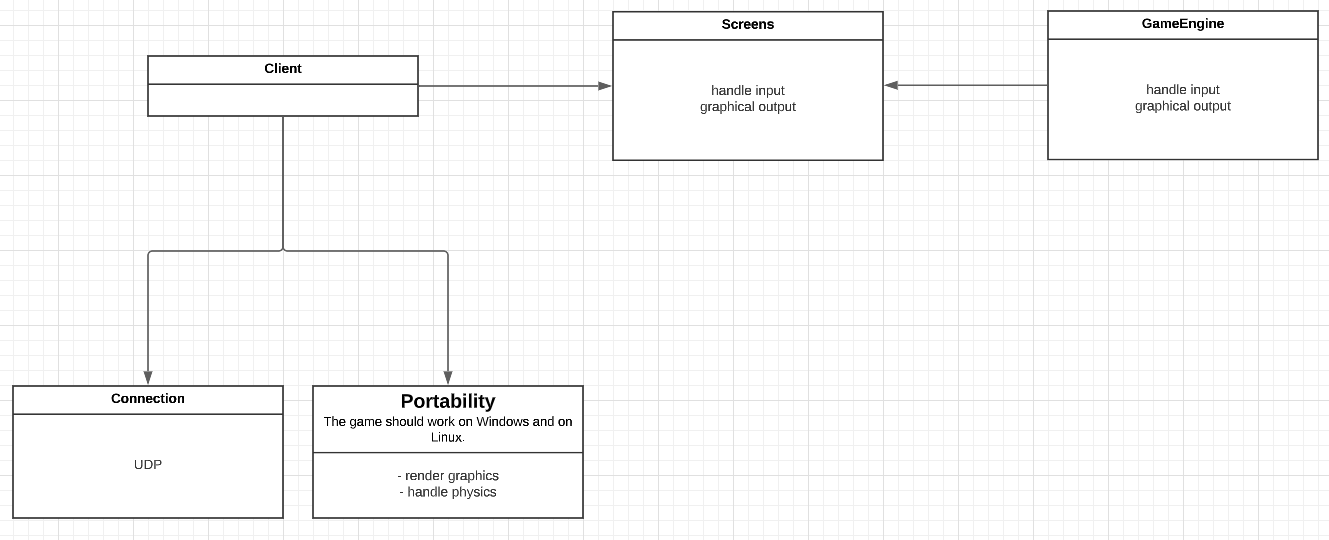 Client
Screens
handle input
graphical output
GameEngine
handle input
graphical output
Connection
UDP
Portability
The game should work on Windows and on
Linux.
- render graphics
- handle physics